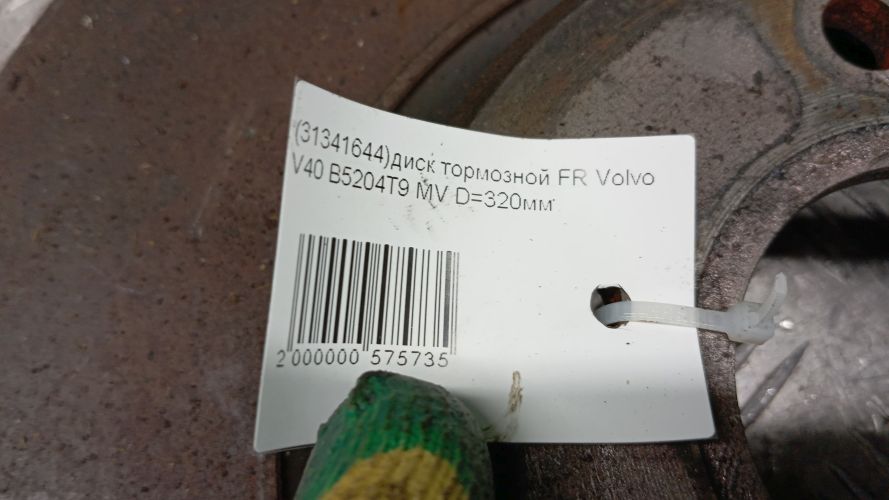 (31341644)диск тормозной FR Volvo
V40 B5204T9 MV D=320мм
2 000000 575735